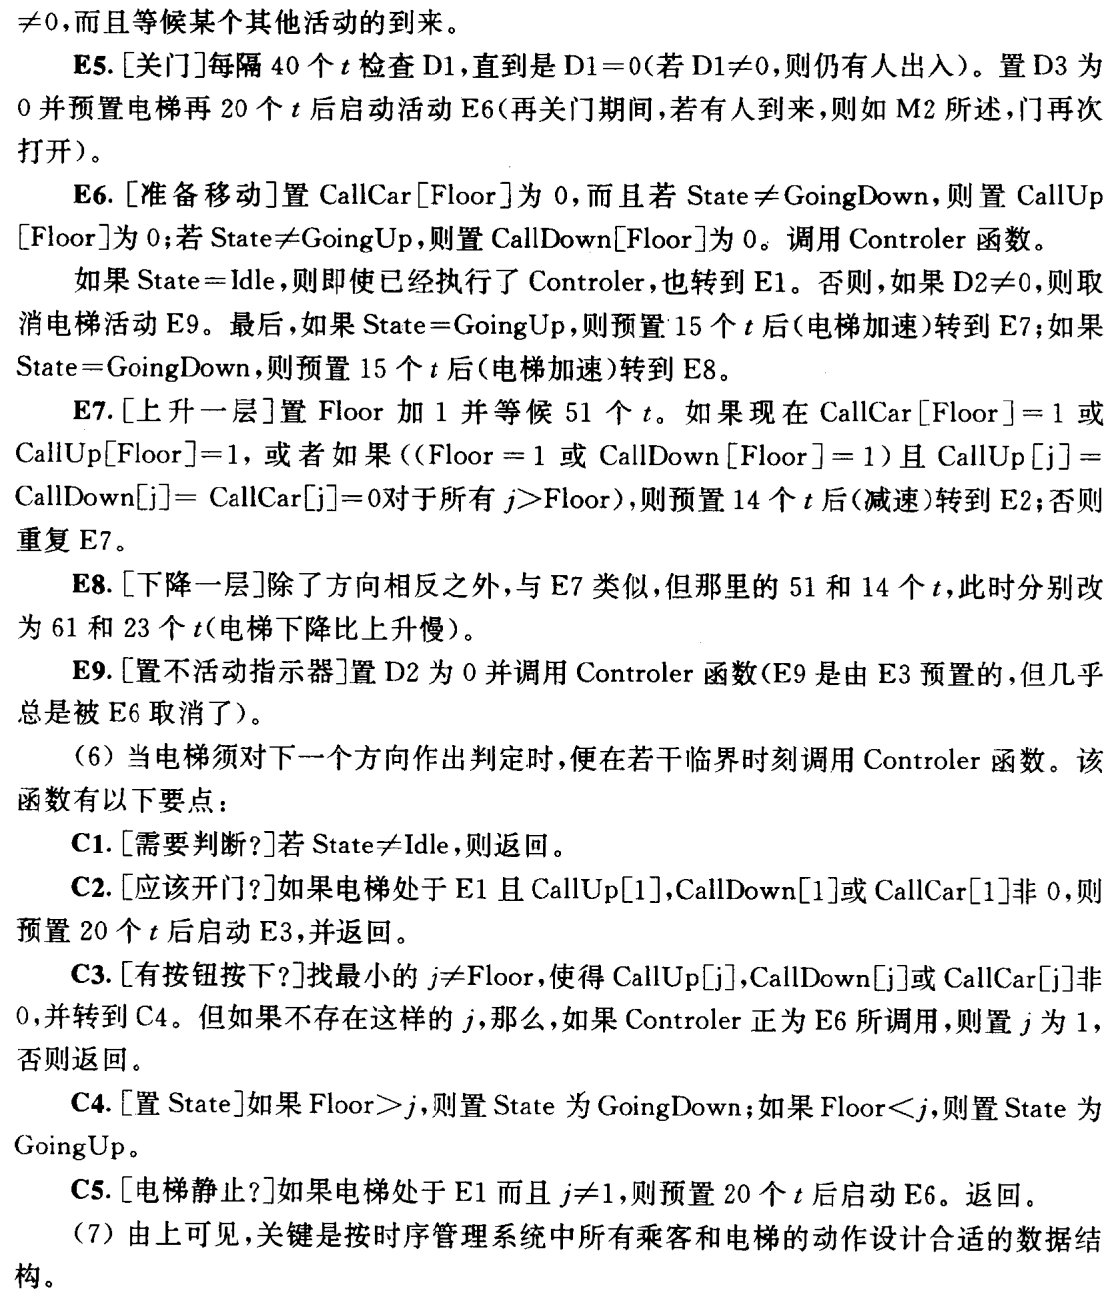 ≠0,而且等候某个其他活动的到来。
E5. [关门]每隔 40 个 t 检查 D1,直到是 D1=0(若 D1≠0,则仍有人出入)。置 D3 为
0 并预置电梯再 20 个 t 后启动活动 E6(再关门期间,若有人到来,则如 M2 所述,门再次
打开)。
E6. [准备移动]置 CallCar[Floor]为 0,而且若 State≠GoingDown,则置 CallUp
[Floor]为 0;若 State≠GoingUp,则置 CallDown[Floor]为 0。调用 Controler 函数。
如果 State=Idle,则即使已经执行了 Controler,也转到 E1。否则,如果 D2≠0,则取
消电梯活动 E9。最后,如果 State=GoingUp,则预置 15 个 t 后(电梯加速)转到 E7;如果
State=GoingDown,则预置 15 个 t 后(电梯加速)转到 E8。
E7. [上升一层]置 Floor 加 1 并等候 51 个 t。如果现在 CallCar[Floor]=1 或
CallUp[Floor]=1, 或者如果((Floor=1 或 CallDown[Floor]=1)且 CallUp[j]=
CallDown[j]= CallCar[j]=0对于所有 j>Floor),则预置 14 个 t 后(减速)转到 E2;否则
重复 E7。
E8. [下降一层]除了方向相反之外,与 E7 类似,但那里的 51 和 14 个 t,此时分别改
为 61 和 23 个 t(电梯下降比上升慢)。
E9. [置不活动指示器]置 D2 为 0 并调用 Controler 函数(E9 是由 E3 预置的,但几乎
总是被 E6 取消了)。
(6) 当电梯须对下一个方向作出判定时,便在若干临界时刻调用 Controler 函数。该
函数有以下要点:
C1. [需要判断?]若 State≠Idle,则返回。
C2. [应该开门?]如果电梯处于 E1 且 CallUp[1],CallDown[1]或 CallCar[1]非 0,则
预置 20 个 t 后启动 E3,并返回。
C3. [有按钮按下?]找最小的 j≠Floor,使得 CallUp[j],CallDown[j]或 CallCar[j]非
0,并转到 C4。但如果不存在这样的 j,那么,如果 Controler 正为 E6 所调用,则置 j 为 1,
否则返回。
C4. [置 State]如果 Floor>j,则置 State 为 GoingDown;如果 Floor<j,则置 State 为
GoingUp。
C5. [电梯静止?]如果电梯处于 E1 而且 j≠1,则预置 20 个 t 后启动 E6。返回。
(7) 由上可见,关键是按时序管理系统中所有乘客和电梯的动作设计合适的数据结
构。